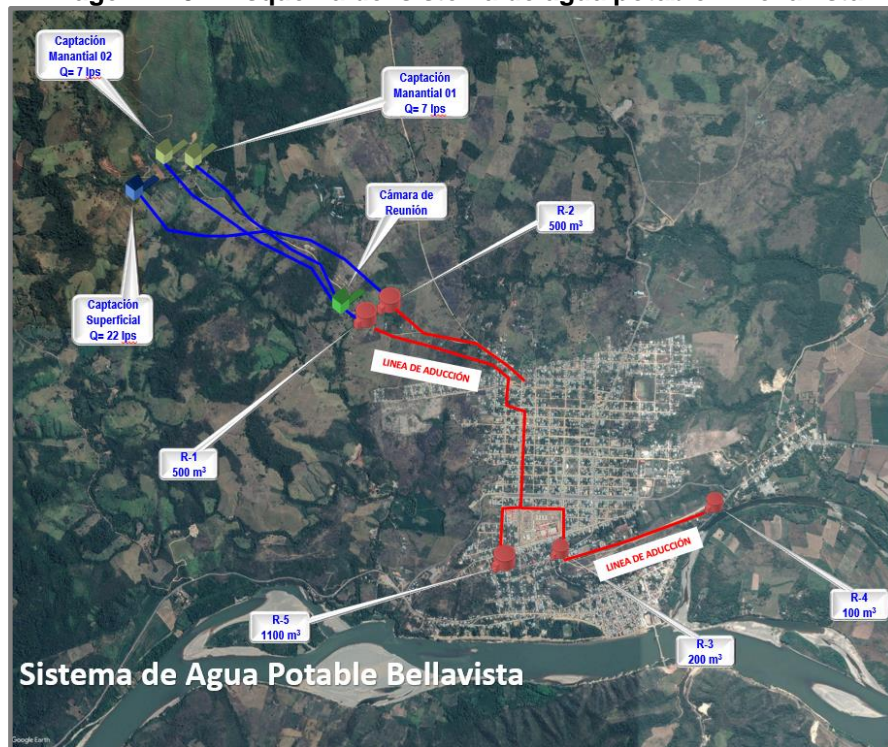 Captación
Manantial 02
Q= 7 lps
Captación
Manantial 01
Q= 7 lps
Cámara de
Reunión
R-2
500 m³
Captación
Superficial
Q= 22 lps
LINEA DE ADUCCIÓN
R-1
500 m³
LINEA DE ADUCCIÓN
R-4
100 m³
R-5
1100 m³
R-3
200 m³
Sistema de Agua Potable Bellavista
Google Earth